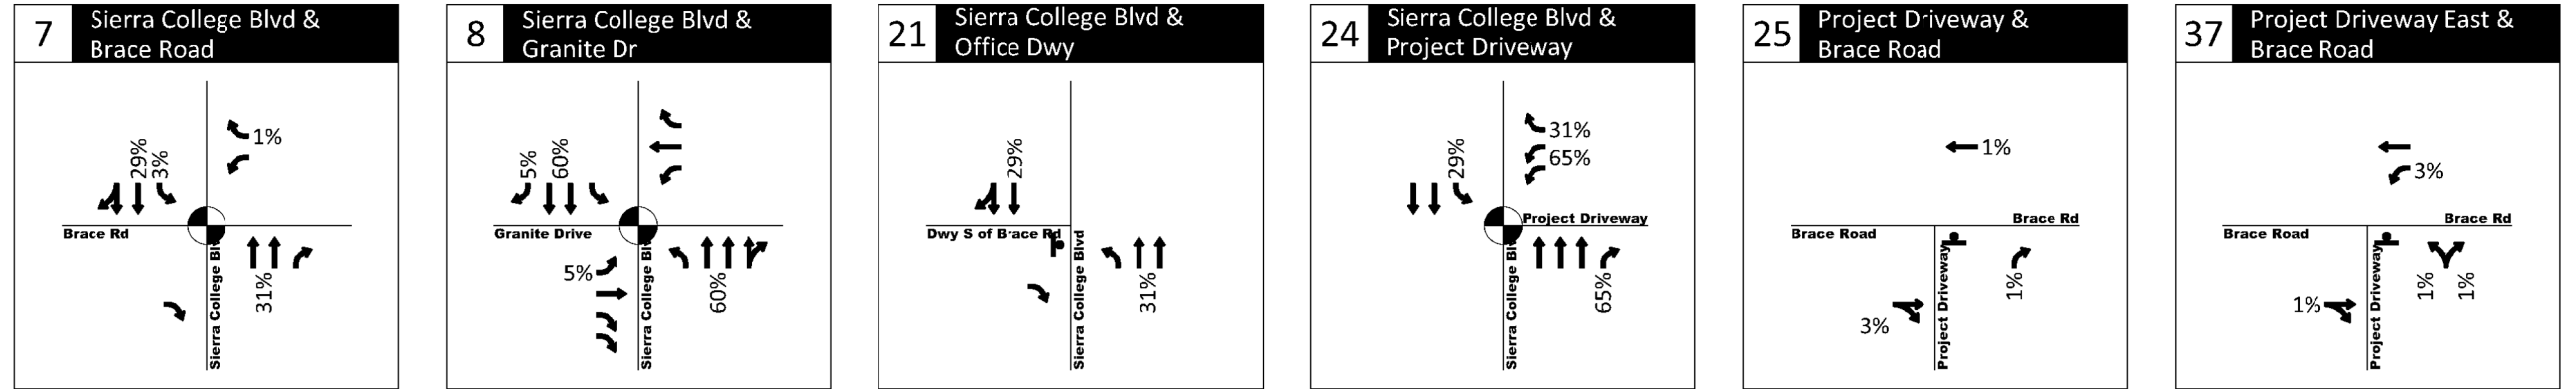 7
Sierra College Blvd &
Brace Road
1%
29%
3%
Brace Rd
Sierra College Blv
31%
8
Sierra College Blvd &
Granite Dr
5%
60%
Granite Drive
5%
Sierra College Blv
60%
21
Sierra College Blvd &
Office Dwy
29%
Dwy S of Brace Rd
Sierra College Blvd
31%
24
Sierra College Blvd &
Project Driveway
31%
65%
29%
Project Driveway
Sierra College Blv
65%
25
Project Driveway &
Brace Road
1%
Brace Rd
Brace Road
Project Driveway
1%
3%
37
Project Driveway East &
Brace Road
3%
Brace Rd
Brace Road
Project Driveway
1%
1%
1%